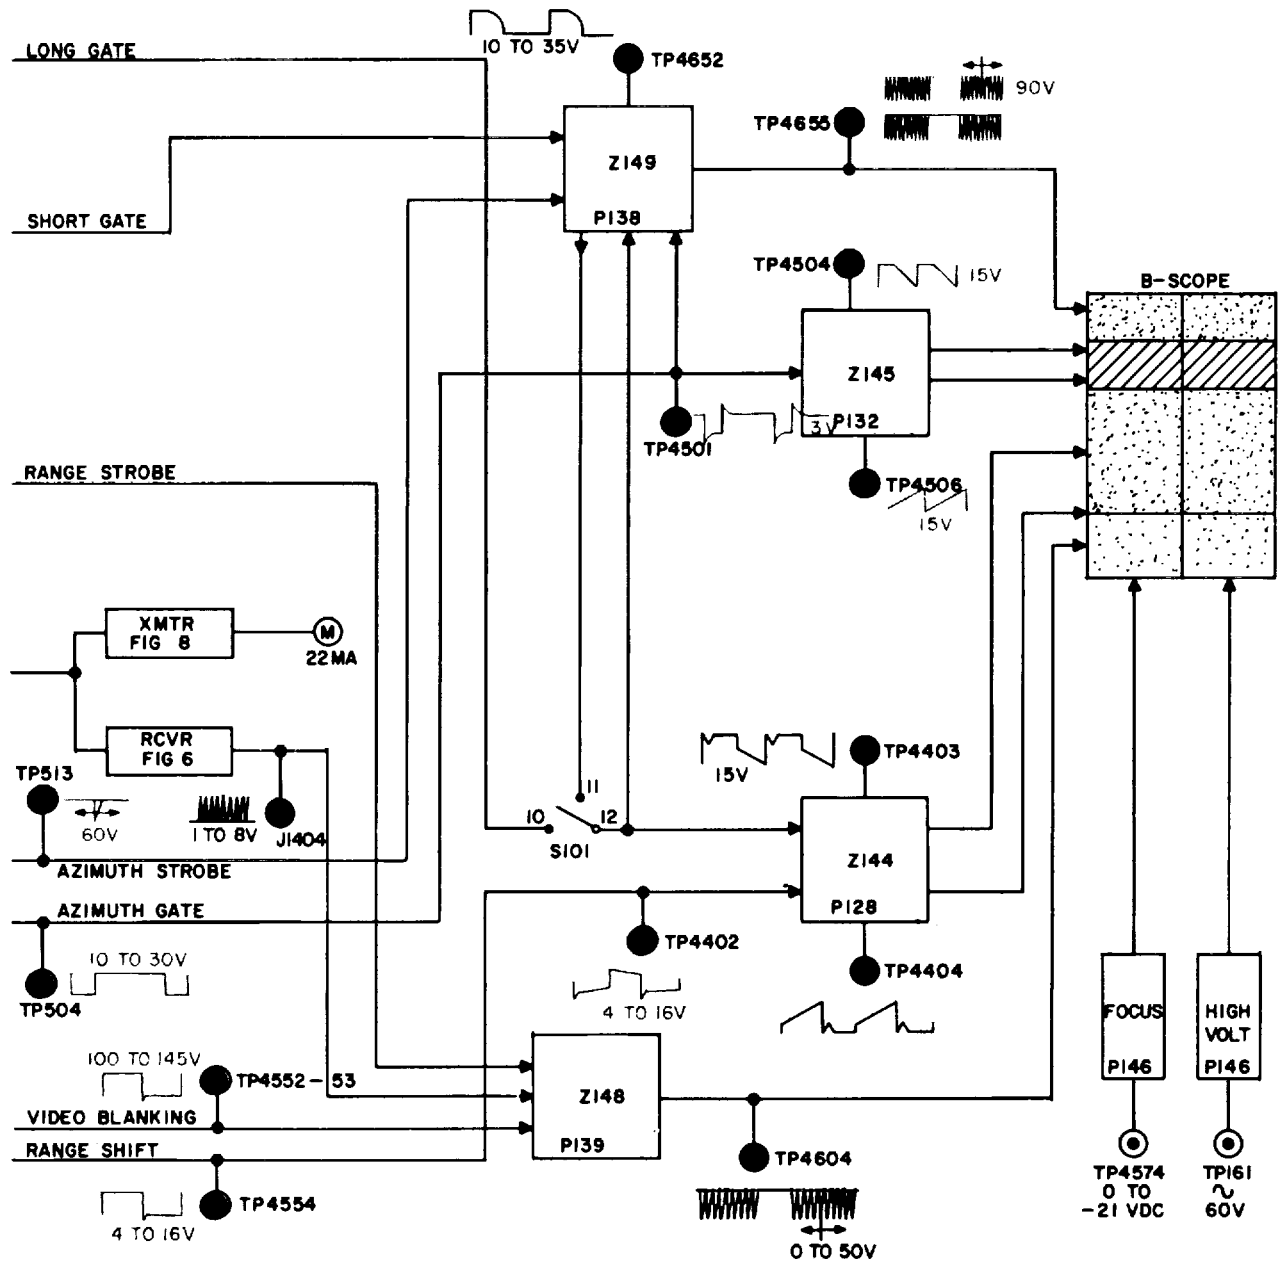 10 TO 35V
LONG GATE
TP4652
90V
TP4655
Z149
SHORT GATE
P138
TP4504
15V
B-SCOPE
Z145
P132
3V
TP4501
RANGE STROBE
TP4506
15V
XMTR
FIG 8
M
22MA
RCVR
FIG 6
TP513
60V
1 TO 8V
J1404
11
10
12
S101
15V
TP4403
Z144
P128
AZIMUTH STROBE
AZIMUTH GATE
TP4402
TP4404
10 TO 30V
TP504
4 TO 16V
FOCUS
P146
HIGH
VOLT
P146
100 TO 145V
TP4552-53
Z148
P139
VIDEO BLANKING
RANGE SHIFT
TP4604
TP4574
0 TO
-21 VDC
TP161
~
60V
TP4554
4 TO 16V
0 TO 50V